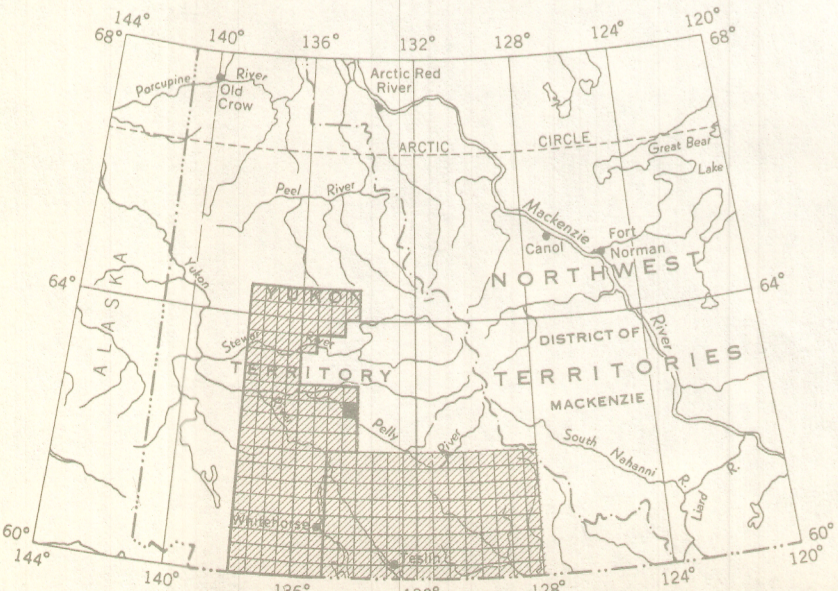 144°
68°
140°
136°
132°
128°
124°
120°
68°
Porcupine River
Old
Crow
Arctic Red
River
ARCTIC CIRCLE
Great Bear
Lake
Peel River
Mackenzie
Fort
Norman
Canol
Yukon
NORTHWEST
64°
64°
ALASKA
YUKON
Stewart River
DISTRICT OF
River
TERRITORY
TERRITORIES
MACKENZIE
Pelly
River
South Nahanni R.
Liard R.
Whitehorse
Teslin
60°
144°
60°
120°
140°
136°
132°
128°
124°